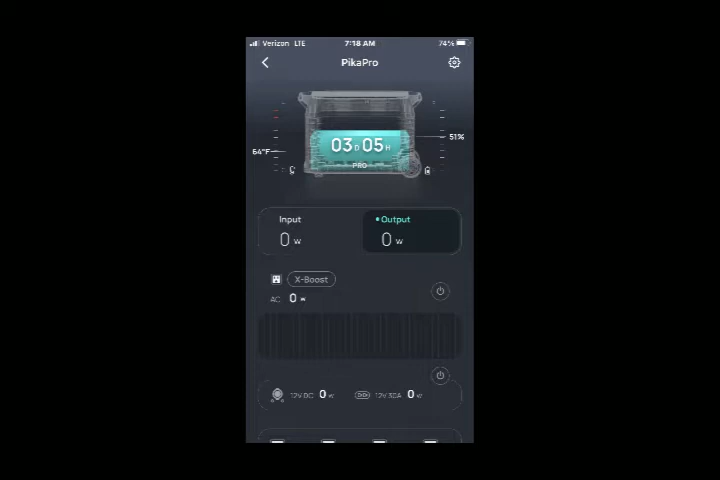 Verizon LTE 7:18 AM 74%
PikaPro
51%
03 D 05 H
64°F
PRO
Input Output
0 W 0 W
X-Boost
AC 0 W
12V DC 0 W 12V 30A 0 W